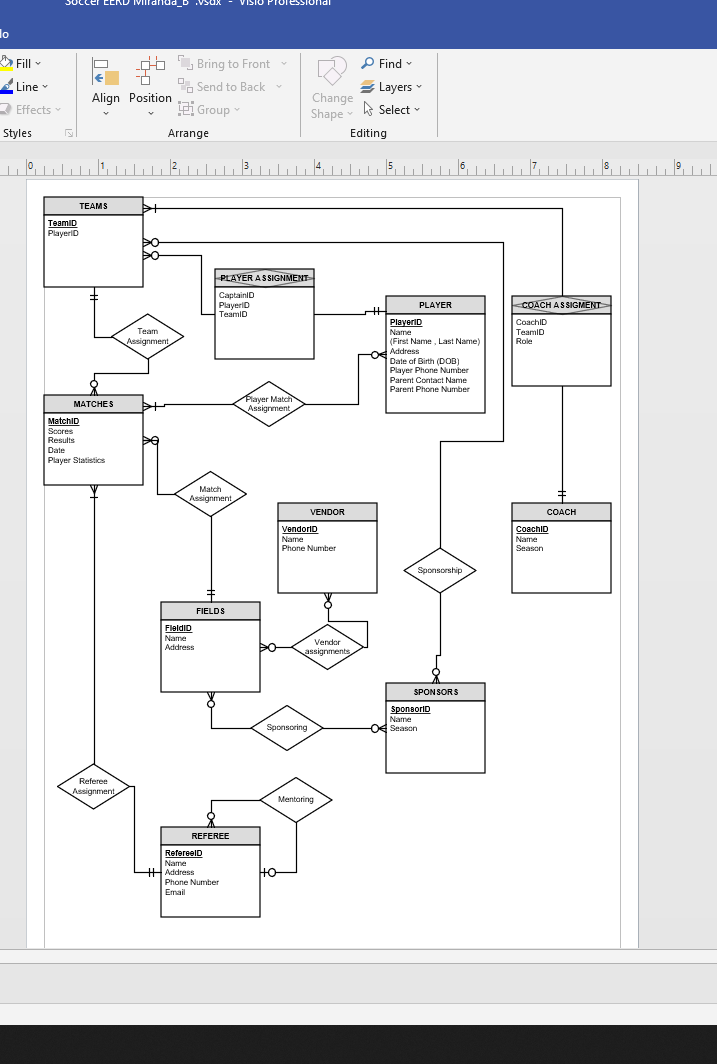 Soccer EERD Miranda_B .vsdx - Visio Professional
lo
Fill
Line
Effects
Styles
Align
Position
Bring to Front
Send to Back
Group
Arrange
Change
Shape
Find
Layers
Select
Editing
0 1 2 3 4 5 6 7 8 9
TEAMS
TeamID
PlayerID
PLAYER ASSIGNMENT
CaptainID
PlayerID
TeamID
PLAYER
PlayerID
Name
(First Name , Last Name)
Address
Date of Birth (DOB)
Player Phone Number
Parent Contact Name
Parent Phone Number
COACH ASSIGMENT
CoachID
TeamID
Role
Team
Assignment
MATCHES
MatchID
Scores
Results
Date
Player Statistics
Player Match
Assignment
Match
Assignment
VENDOR
VendorID
Name
Phone Number
COACH
CoachID
Name
Season
Sponsorship
FIELDS
FieldID
Name
Address
Vendor
assignments
SPONSORS
SponsorID
Name
Season
Sponsoring
Referee
Assignment
Mentoring
REFEREE
RefereeID
Name
Address
Phone Number
Email